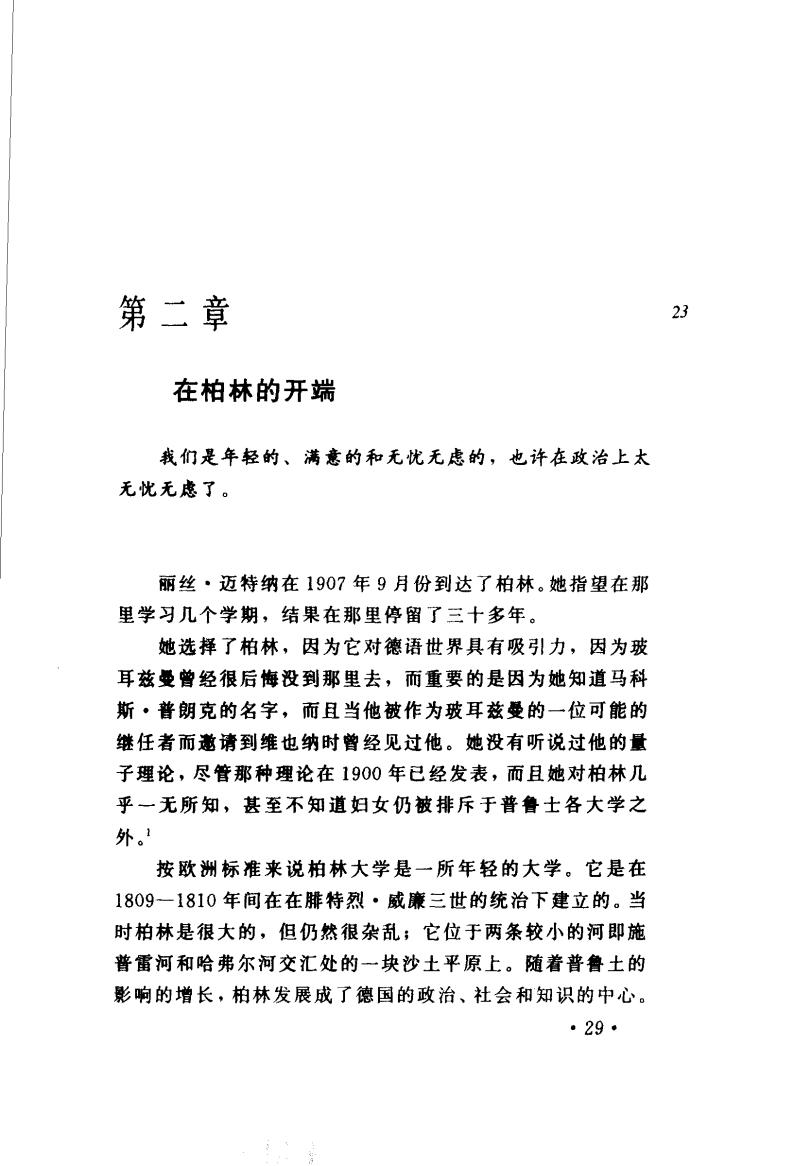 第二章
23
在柏林的开端
我们是年轻的、满意的和无忧无虑的，也许在政治上太
无忧无虑了。
丽丝·迈特纳在 1907 年 9 月份到达了柏林。她指望在那
里学习几个学期，结果在那里停留了三十多年。
她选择了柏林，因为它对德语世界具有吸引力，因为玻
耳兹曼曾经很后悔没到那里去，而重要的是因为她知道马科
斯·普朗克的名字，而且当他被作为玻耳兹曼的一位可能的
继任者而邀请到维也纳时曾经见过他。她没有听说过他的量
子理论，尽管那种理论在 1900 年已经发表，而且她对柏林几
乎一无所知，甚至不知道妇女仍被排斥于普鲁士各大学之
外。1
按欧洲标准来说柏林大学是一所年轻的大学。它是在
1809—1810 年间在在腓特烈·威廉三世的统治下建立的。当
时柏林是很大的，但仍然很杂乱；它位于两条较小的河即施
普雷河和哈弗尔河交汇处的一块沙土平原上。随着普鲁士的
影响的增长，柏林发展成了德国的政治、社会和知识的中心。
·29·